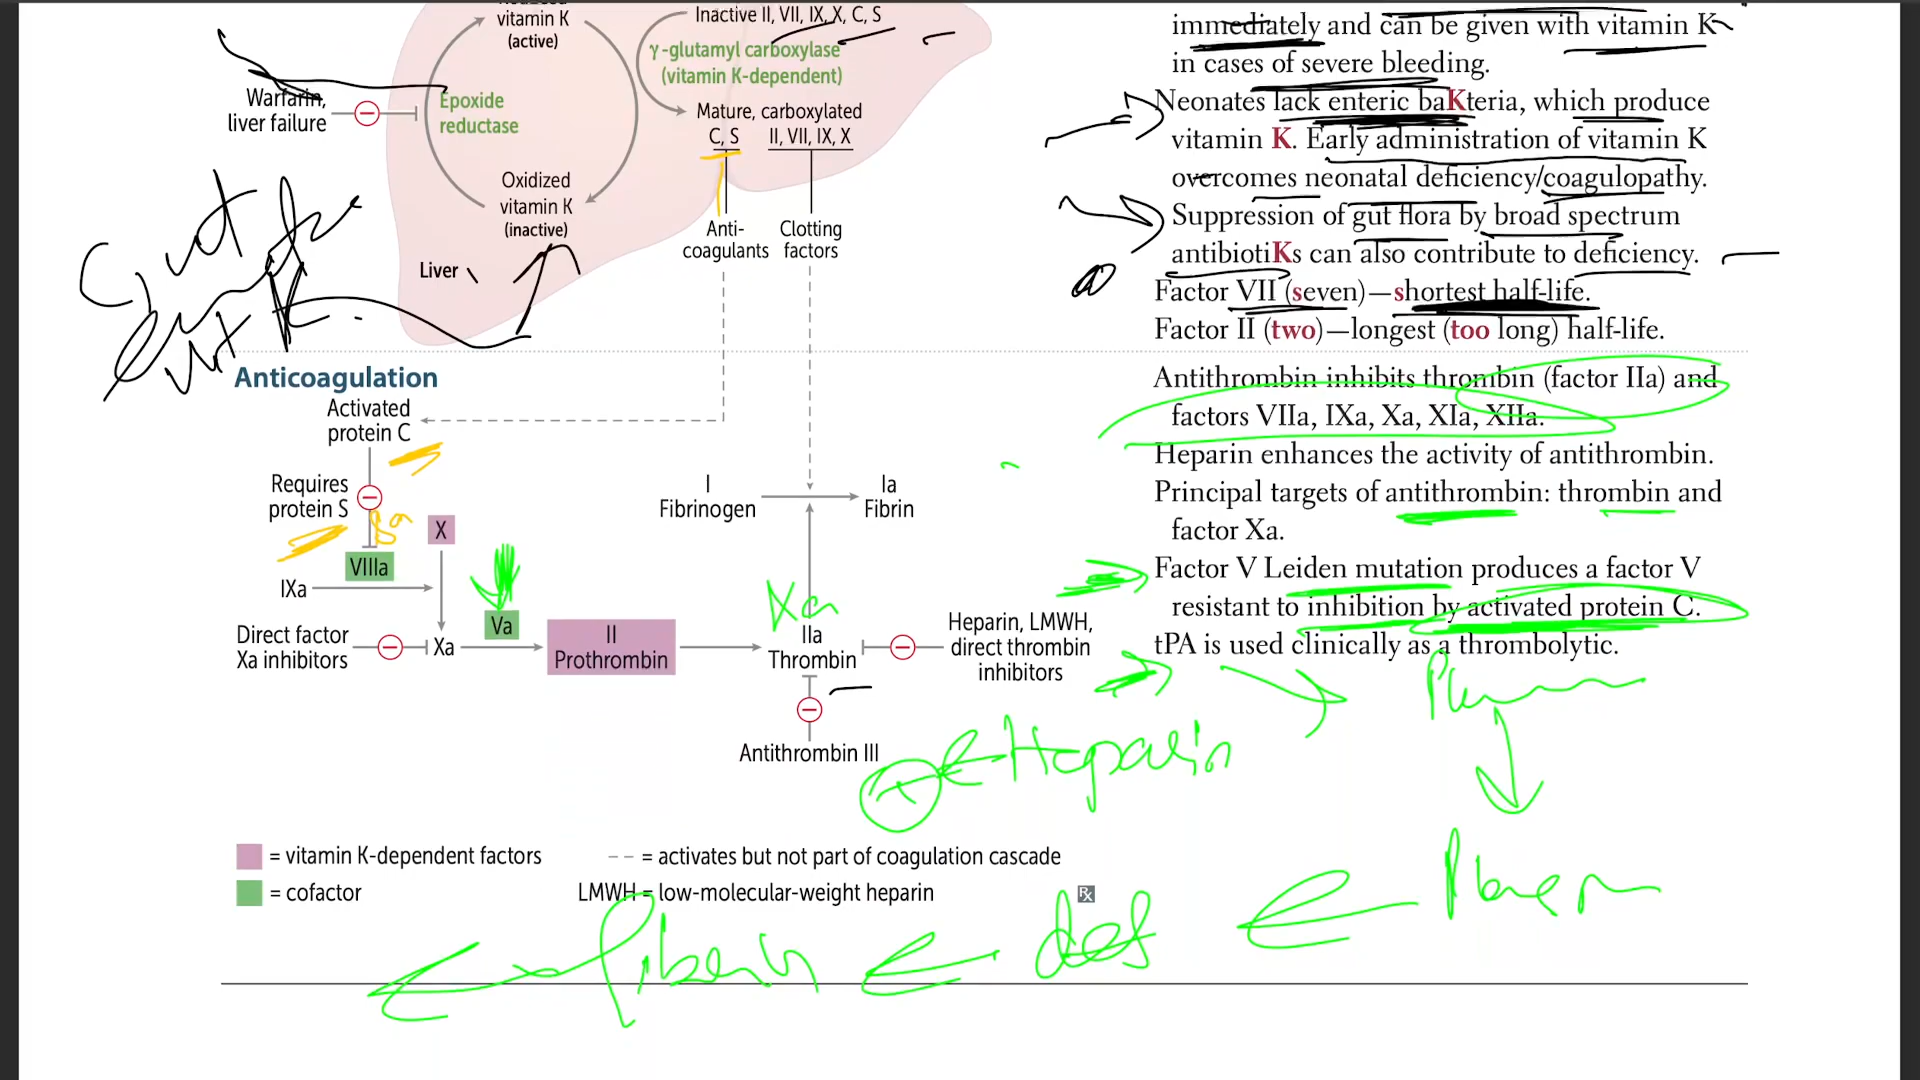 vitamin K
(active)
Inactive II, VII, IX, X, C, S
γ-glutamyl carboxylase
(vitamin K-dependent)
Warfarin,
liver failure
Epoxide
reductase
Mature, carboxylated
C, S
II, VII, IX, X
Oxidized
vitamin K
(inactive)
Anti-
coagulants
Clotting
factors
Liver
Gut
immediately and can be given with vitamin K
in cases of severe bleeding.
Neonates lack enteric baKteria, which produce
vitamin K. Early administration of vitamin K
overcomes neonatal deficiency/coagulopathy.
Suppression of gut flora by broad spectrum
antibiotiKs can also contribute to deficiency.
Factor VII (seven)—shortest half-life.
Factor II (two)—longest (too long) half-life.
Anticoagulation
Activated
protein C
Requires
protein S
8a
X
VIIIa
IXa
Va
Direct factor
Xa inhibitors
Xa
II
Prothrombin
I
Fibrinogen
Ia
Fibrin
Xa
IIa
Thrombin
Heparin, LMWH,
direct thrombin
inhibitors
Antithrombin III
+
Heparin
Antithrombin inhibits thrombin (factor IIa) and
factors VIIa, IXa, Xa, XIa, XIIa.
Heparin enhances the activity of antithrombin.
Principal targets of antithrombin: thrombin and
factor Xa.
Factor V Leiden mutation produces a factor V
resistant to inhibition by activated protein C.
tPA is used clinically as a thrombolytic.
= vitamin K-dependent factors
= cofactor
= activates but not part of coagulation cascade
LMWH = low-molecular-weight heparin
Rx
fiberin